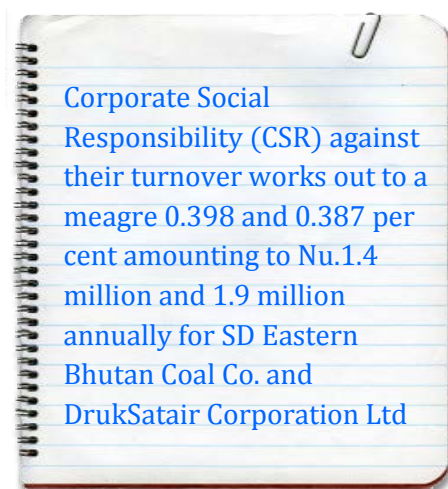 Corporate Social
Responsibility (CSR) against
their turnover works out to a
meagre 0.398 and 0.387 per
cent amounting to Nu.1.4
million and 1.9 million
annually for SD Eastern
Bhutan Coal Co. and
DrukSatair Corporation Ltd